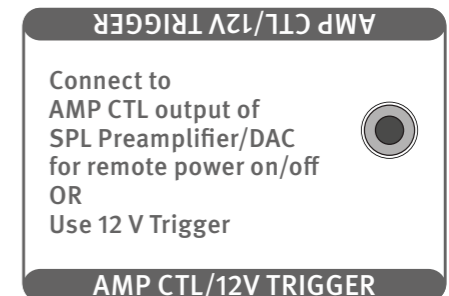 AMP CTL/12V TRIGGER
Connect to
AMP CTL output of
SPL Preamplifier/DAC
for remote power on/off
OR
Use 12 V Trigger
AMP CTL/12V TRIGGER